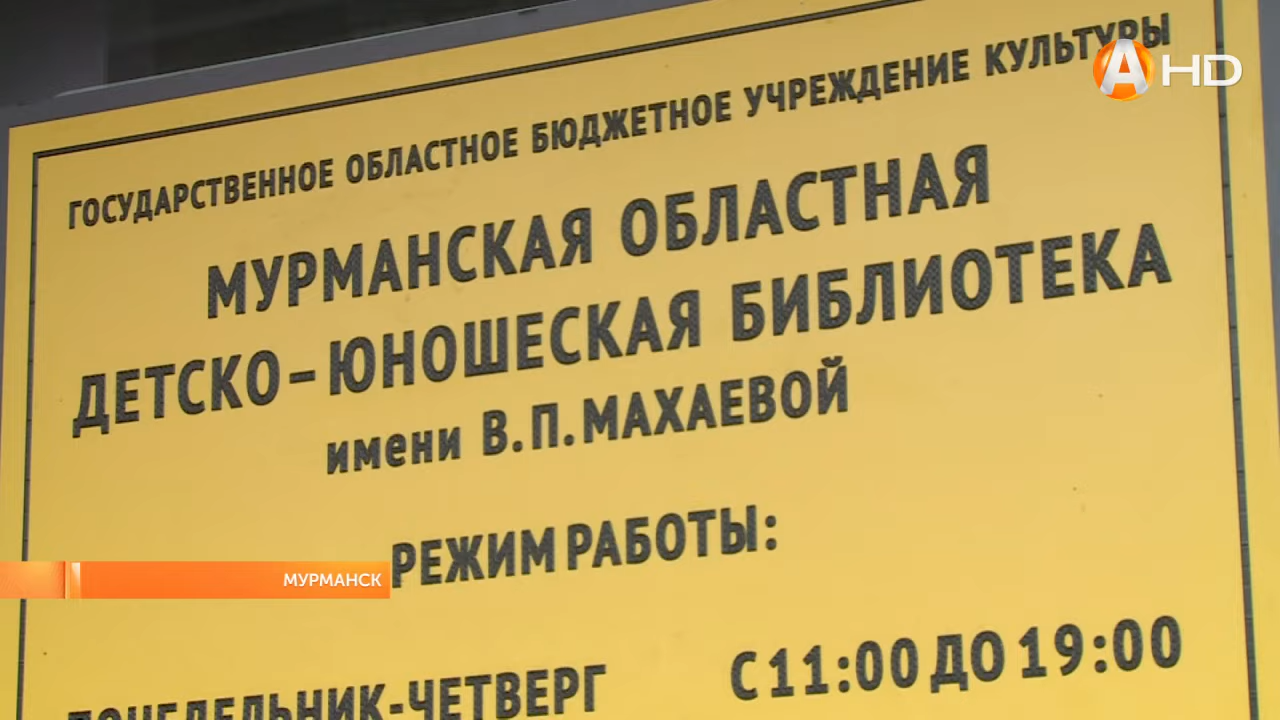 ГОСУДАРСТВЕННОЕ ОБЛАСТНОЕ БЮДЖЕТНОЕ УЧРЕЖДЕНИЕ КУЛЬТУРЫ
А HD
МУРМАНСКАЯ ОБЛАСТНАЯ
ДЕТСКО-ЮНОШЕСКАЯ БИБЛИОТЕКА
имени В.П.МАХАЕВОЙ
РЕЖИМ РАБОТЫ:
МУРМАНСК
ПОНЕДЕЛЬНИК-ЧЕТВЕРГ С 11:00 ДО 19:00